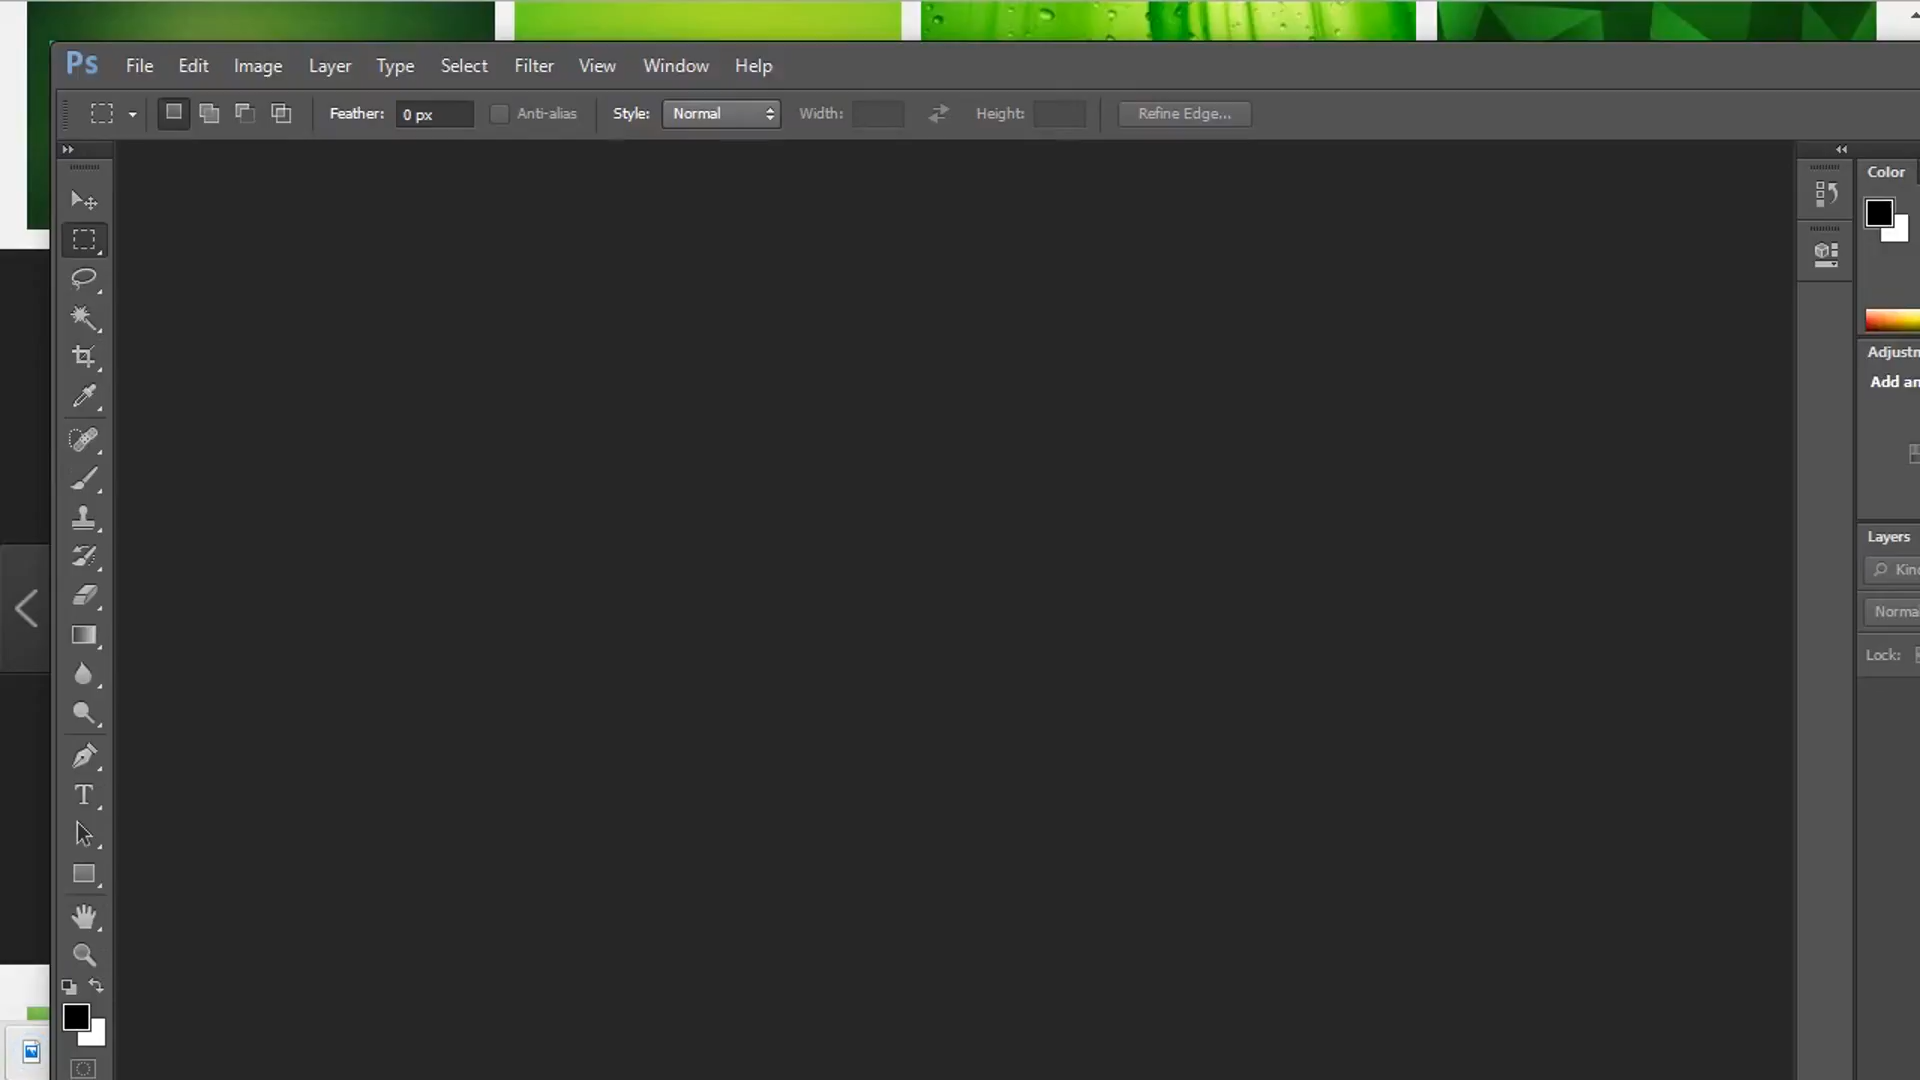 Ps File Edit Image Layer Type Select Filter View Window Help
Feather: 0 px Anti-alias Style: Normal Width: Height: Refine Edge...
Color
Adjustm
Add an
Layers
Kind
Norma
Lock:
T